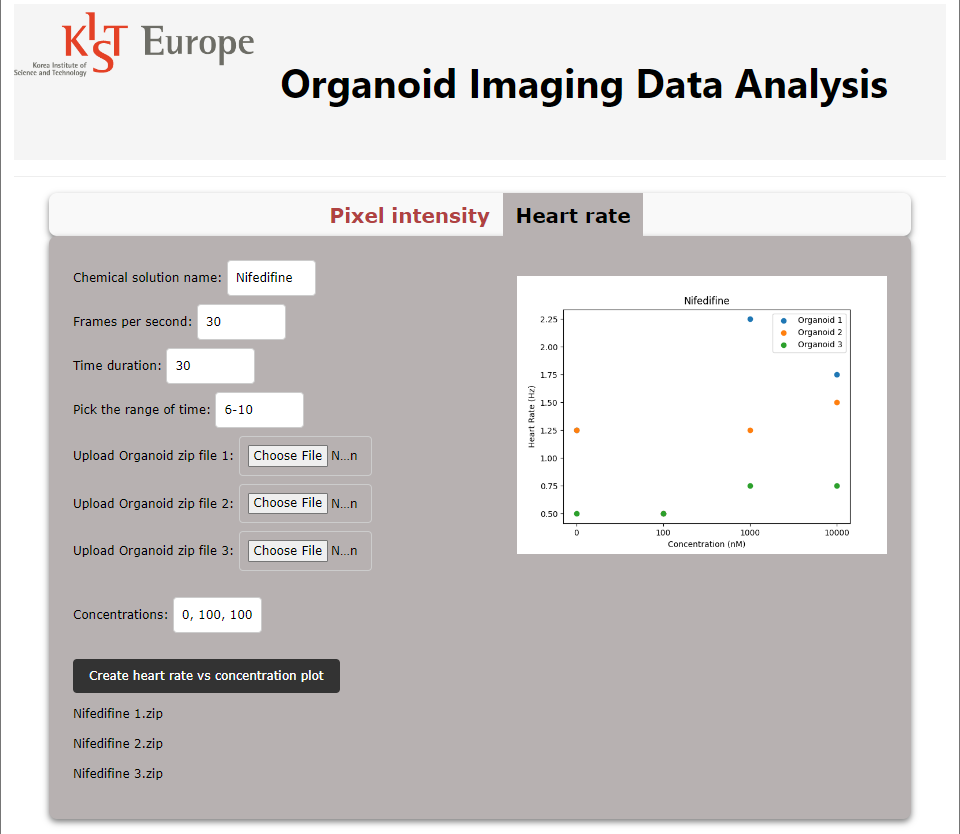 KIST Europe
Korea Institute of
Science and Technology
Organoid Imaging Data Analysis
Pixel intensity
Heart rate
Chemical solution name: Nifedifine
Frames per second: 30
Time duration: 30
Pick the range of time: 6-10
Upload Organoid zip file 1: Choose File N...n
Upload Organoid zip file 2: Choose File N...n
Upload Organoid zip file 3: Choose File N...n
Concentrations: 0, 100, 100
Create heart rate vs concentration plot
Nifedifine 1.zip
Nifedifine 2.zip
Nifedifine 3.zip
Nifedifine
Organoid 1
Organoid 2
Organoid 3
Heart Rate (Hz)
2.25
2.00
1.75
1.50
1.25
1.00
0.75
0.50
0 100 1000 10000
Concentration (nM)